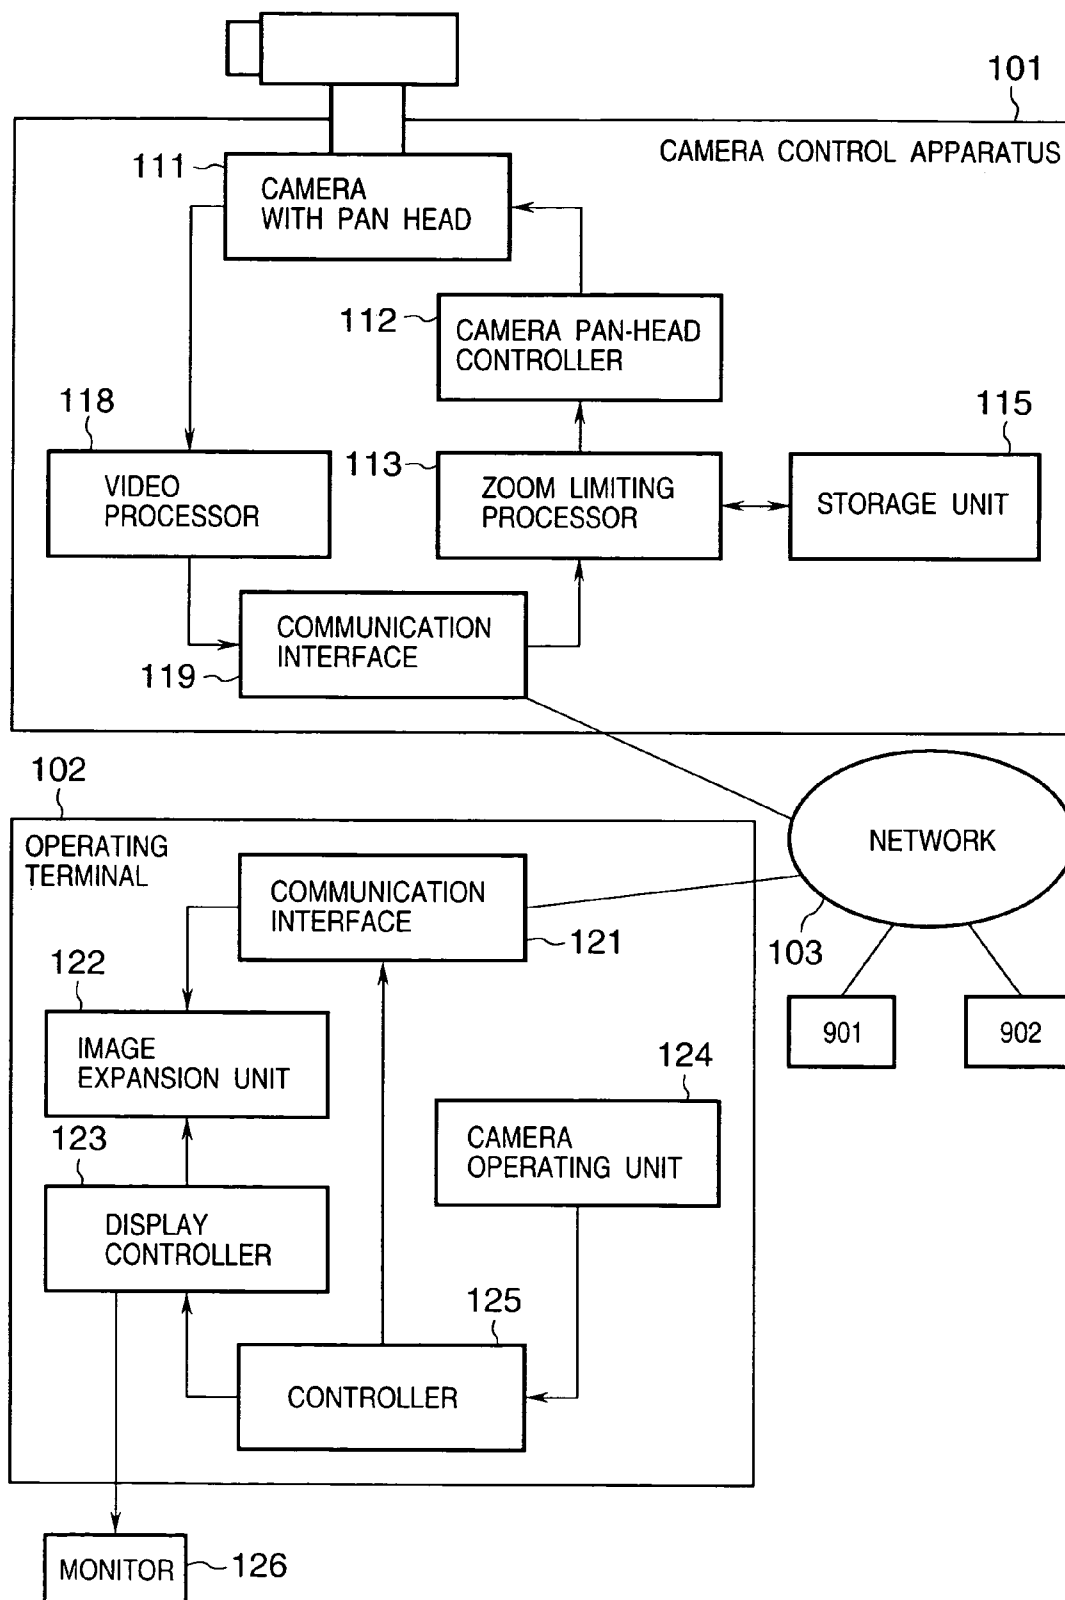 101
CAMERA CONTROL APPARATUS
111
CAMERA
WITH PAN HEAD
112
CAMERA PAN-HEAD
CONTROLLER
118
VIDEO
PROCESSOR
113
ZOOM LIMITING
PROCESSOR
115
STORAGE UNIT
COMMUNICATION
INTERFACE
119
102
OPERATING
TERMINAL
COMMUNICATION
INTERFACE
121
NETWORK
103
901
902
122
IMAGE
EXPANSION UNIT
124
CAMERA
OPERATING UNIT
123
DISPLAY
CONTROLLER
125
CONTROLLER
MONITOR
126